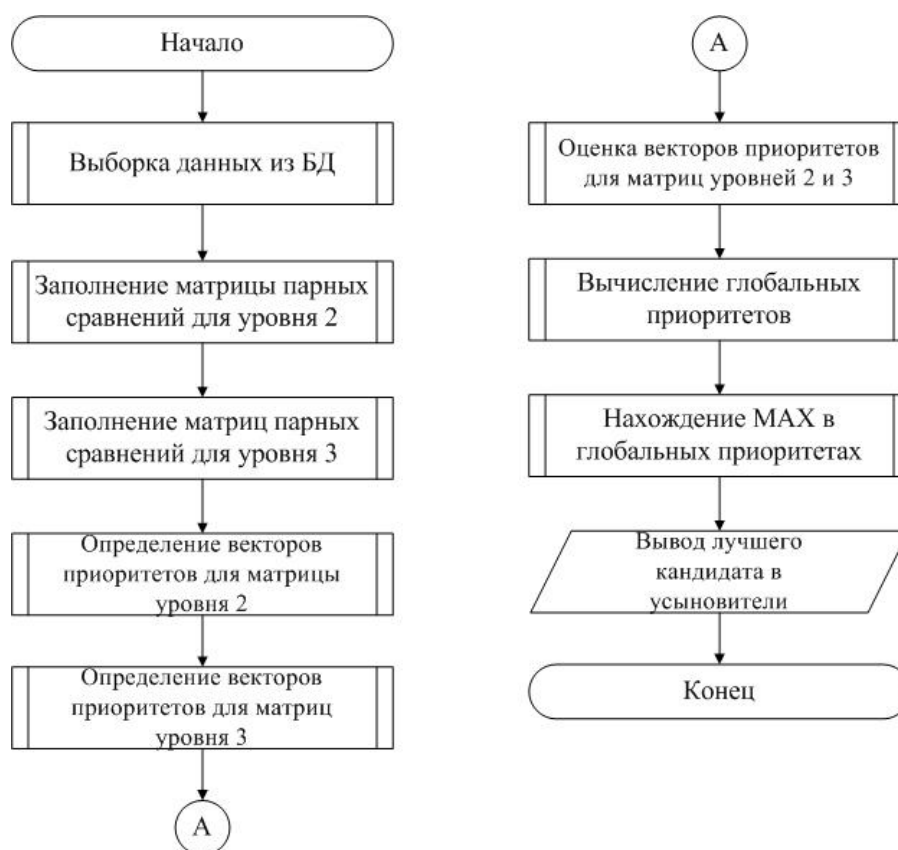 Начало
Выборка данных из БД
Заполнение матрицы парных
сравнений для уровня 2
Заполнение матриц парных
сравнений для уровня 3
Определение векторов
приоритетов для матрицы
уровня 2
Определение векторов
приоритетов для матриц
уровня 3
А
А
Оценка векторов приоритетов
для матриц уровней 2 и 3
Вычисление глобальных
приоритетов
Нахождение МАХ в
глобальных приоритетах
Вывод лучшего
кандидата в
усыновители
Конец